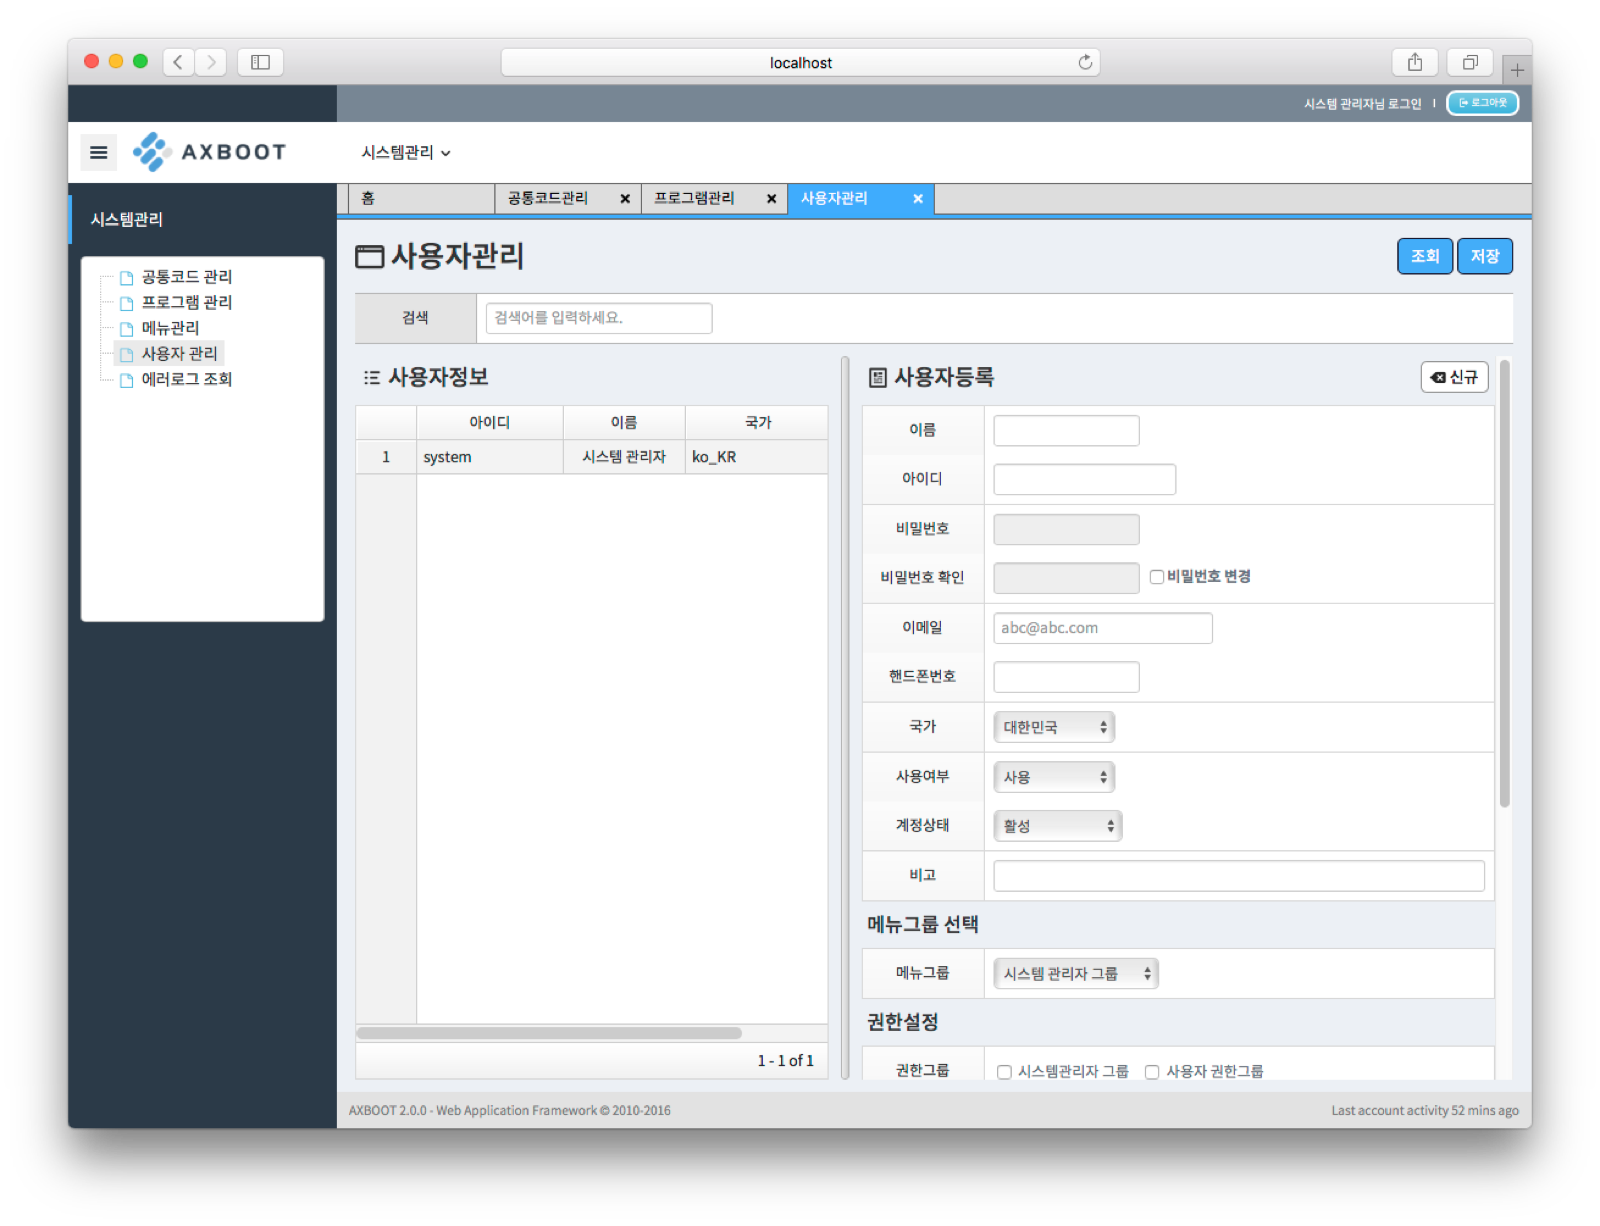 localhost
시스템 관리자님 로그인 | 로그아웃
AXBOOT 시스템관리
홈 공통코드관리 프로그램관리 사용자관리
시스템관리
공통코드 관리
프로그램 관리
메뉴관리
사용자 관리
에러로그 조회
사용자관리 조회 저장
검색 검색어를 입력하세요.
사용자정보
아이디 이름 국가
1 system 시스템 관리자 ko_KR
1 - 1 of 1
사용자등록 신규
이름
아이디
비밀번호
비밀번호 확인 비밀번호 변경
이메일 abc@abc.com
핸드폰번호
국가 대한민국
사용여부 사용
계정상태 활성
비고
메뉴그룹 선택
메뉴그룹 시스템 관리자 그룹
권한설정
권한그룹 시스템관리자 그룹 사용자 권한그룹
AXBOOT 2.0.0 - Web Application Framework © 2010-2016 Last account activity 52 mins ago